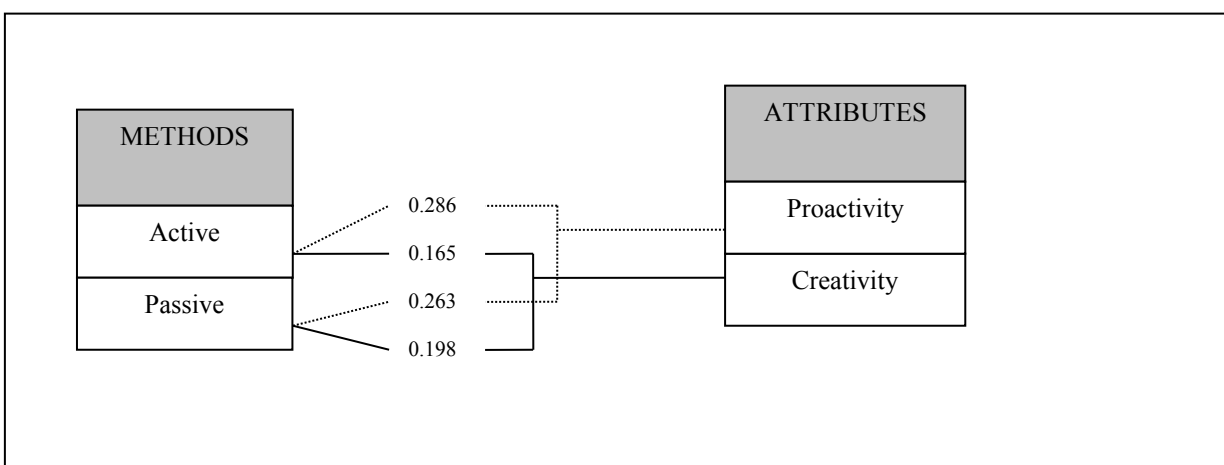 METHODS
Active
Passive
0.286
0.165
0.263
0.198
ATTRIBUTES
Proactivity
Creativity